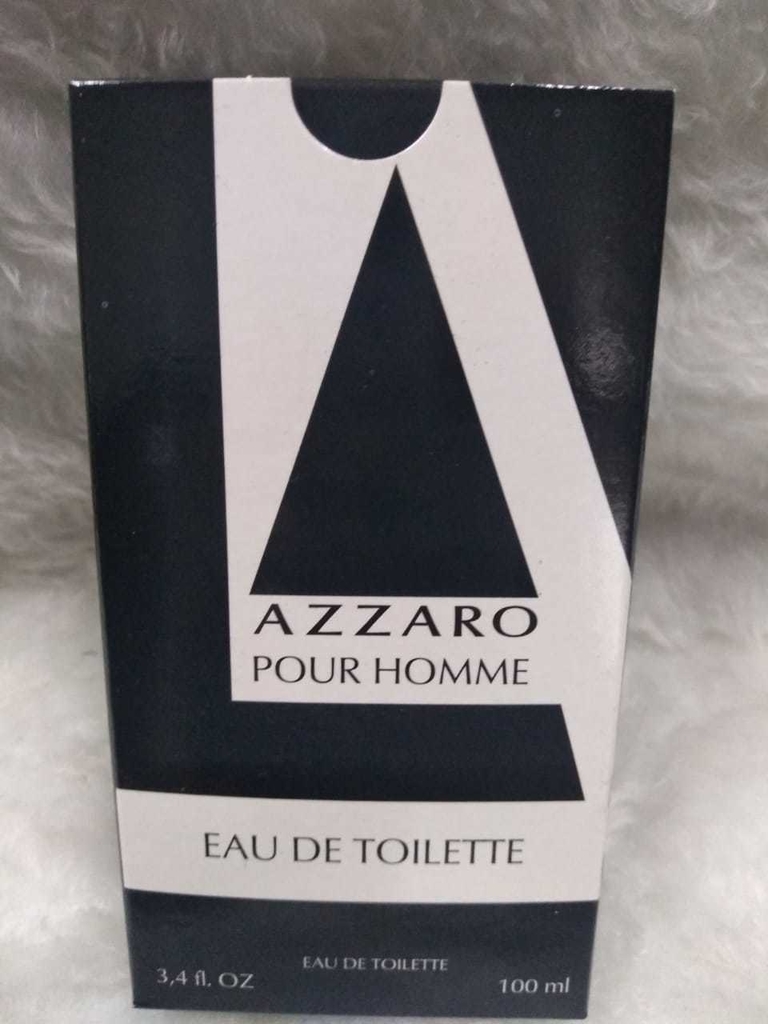 AZZARO
POUR HOMME
EAU DE TOILETTE
EAU DE TOILETTE
3,4 fl. OZ 100 ml